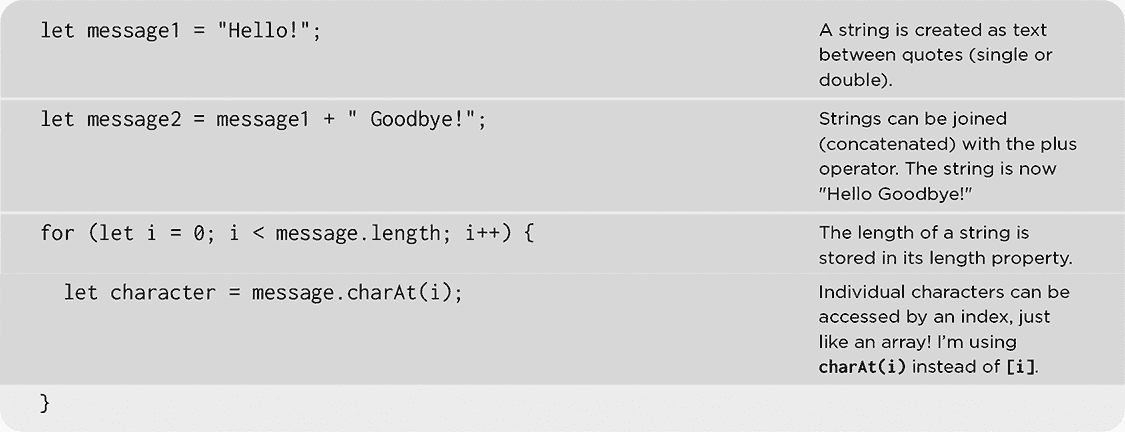 let message1 = "Hello!";
A string is created as text
between quotes (single or
double).
let message2 = message1 + " Goodbye!";
Strings can be joined
(concatenated) with the plus
operator. The string is now
"Hello Goodbye!"
for (let i = 0; i < message.length; i++) {
The length of a string is
stored in its length property.
let character = message.charAt(i);
Individual characters can be
accessed by an index, just
like an array! I’m using
charAt(i) instead of [i].
}